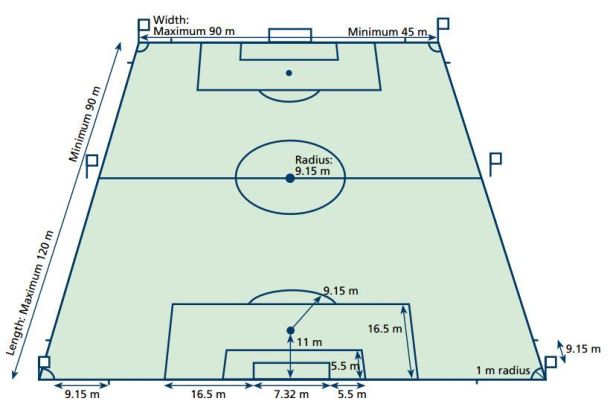 Width:
Maximum 90 m
Minimum 45 m
Minimum 90 m
Length: Maximum 120 m
Radius:
9.15 m
9.15 m
11 m
16.5 m
5.5 m
9.15 m
1 m radius
9.15 m
16.5 m
7.32 m
5.5 m